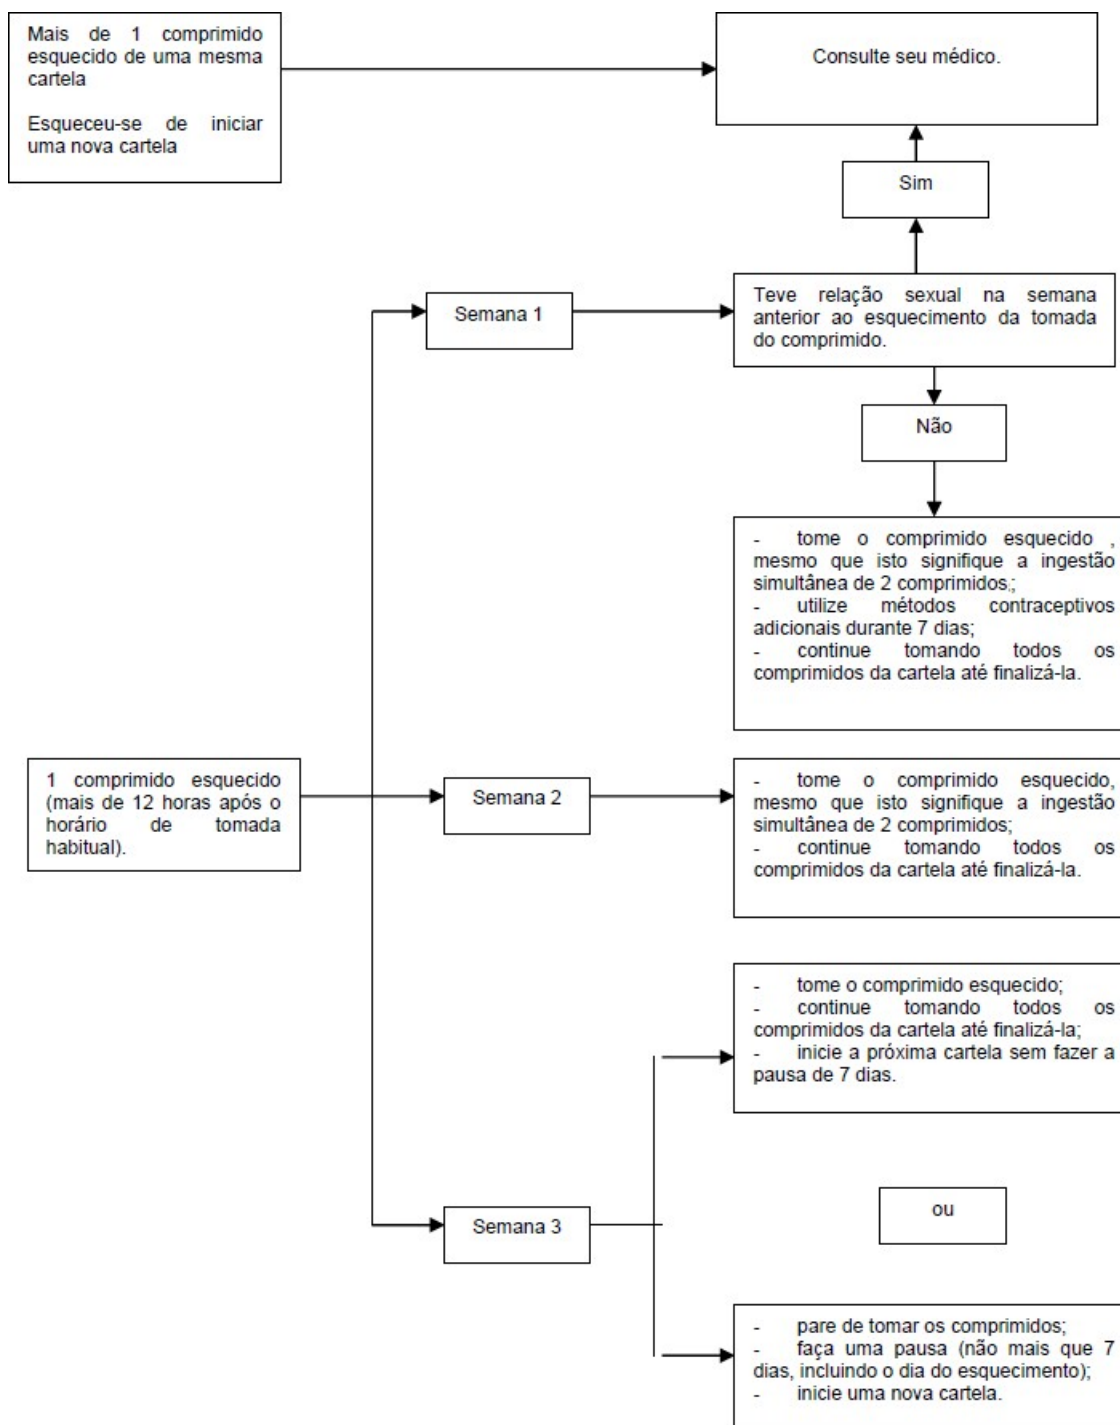 Mais de 1 comprimido
esquecido de uma mesma
cartela
Esqueceu-se de iniciar
uma nova cartela
Consulte seu médico.
Sim
Semana 1
Teve relação sexual na semana
anterior ao esquecimento da tomada
do comprimido.
Não
- tome o comprimido esquecido ,
mesmo que isto signifique a ingestão
simultânea de 2 comprimidos;
- utilize métodos contraceptivos
adicionais durante 7 dias;
- continue tomando todos os
comprimidos da cartela até finalizá-la.
1 comprimido esquecido
(mais de 12 horas após o
horário de tomada
habitual).
Semana 2
- tome o comprimido esquecido,
mesmo que isto signifique a ingestão
simultânea de 2 comprimidos;
- continue tomando todos os
comprimidos da cartela até finalizá-la.
- tome o comprimido esquecido;
- continue tomando todos os
comprimidos da cartela até finalizá-la;
- inicie a próxima cartela sem fazer a
pausa de 7 dias.
Semana 3
ou
- pare de tomar os comprimidos;
- faça uma pausa (não mais que 7
dias, incluindo o dia do esquecimento);
- inicie uma nova cartela.